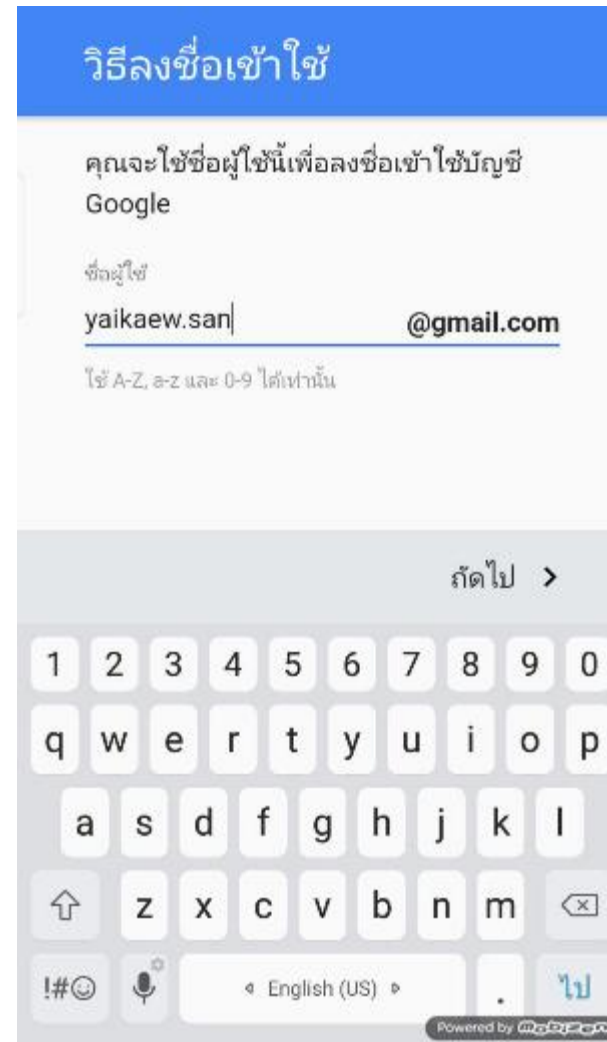 วิธีลงชื่อเข้าใช้
คุณจะใช้ชื่อผู้ใช้นี้เพื่อลงชื่อเข้าใช้บัญชี
Google
ชื่อผู้ใช้
yaikaew.san @gmail.com
ใช้ A-Z, a-z และ 0-9 ได้เท่านั้น
ถัดไป >
1 2 3 4 5 6 7 8 9 0
q w e r t y u i o p
a s d f g h j k l
z x c v b n m
!#☺ English (US) . ไป
Powered by